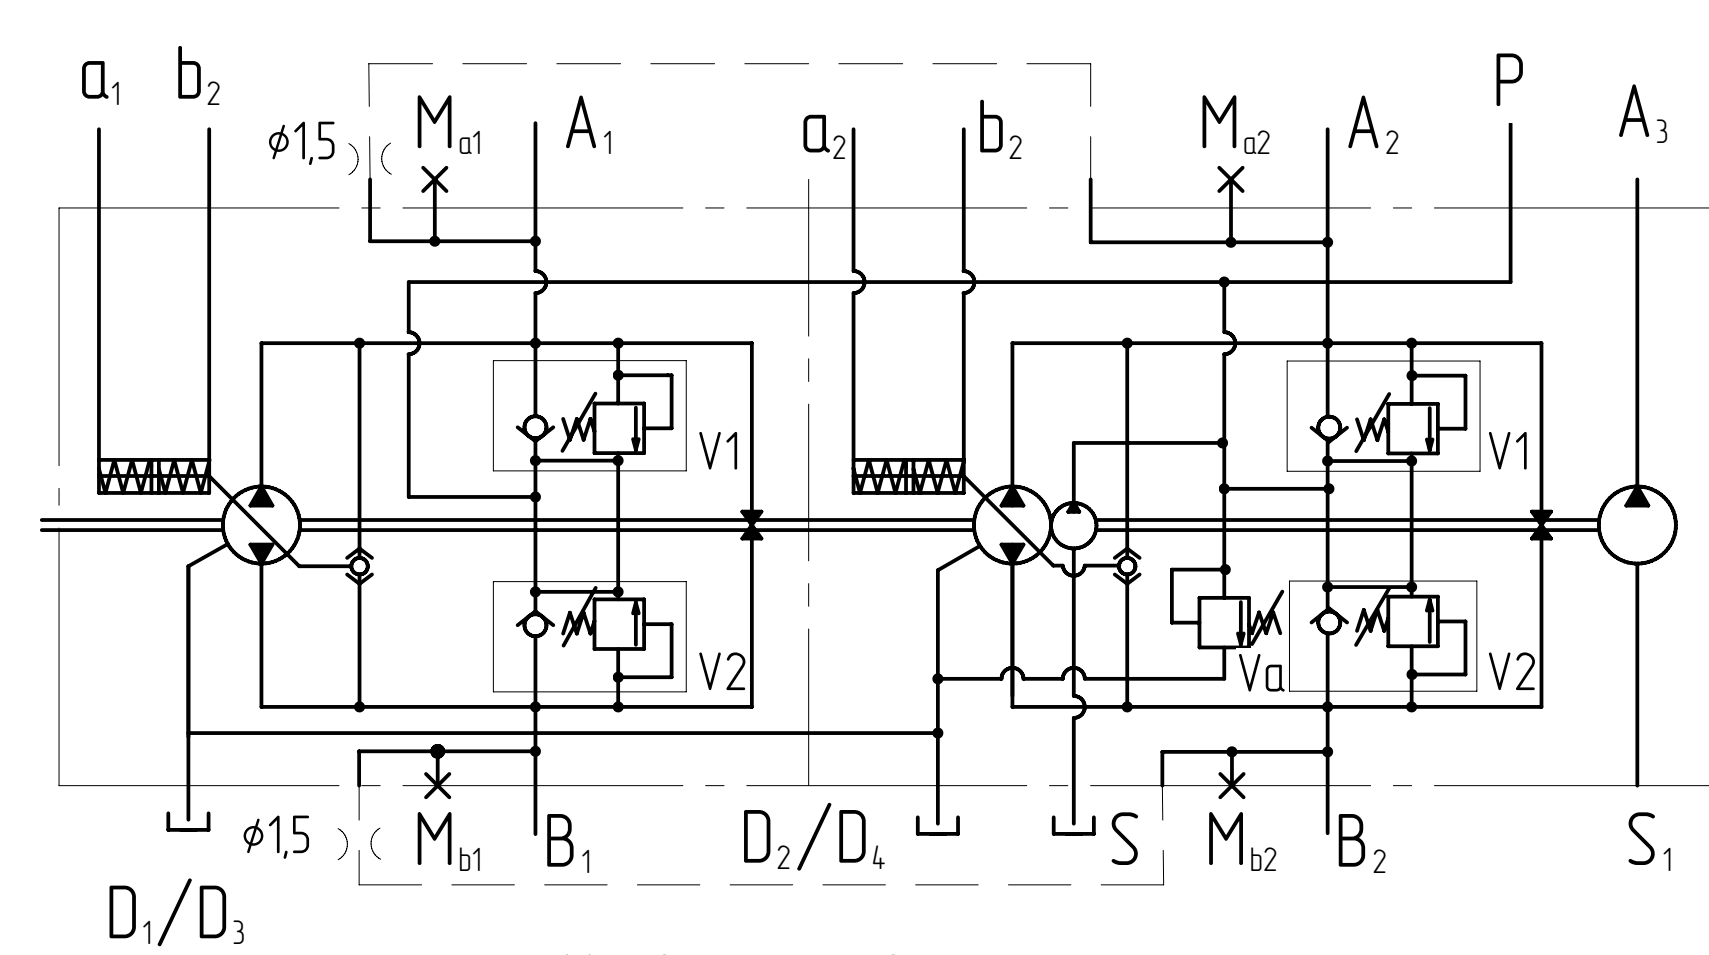 a1
b2
ϕ1,5
Ma1
A1
a2
b2
Ma2
A2
P
A3
V1
V1
V2
Va
V2
ϕ1,5
Mb1
B1
D2/D4
S
Mb2
B2
S1
D1/D3